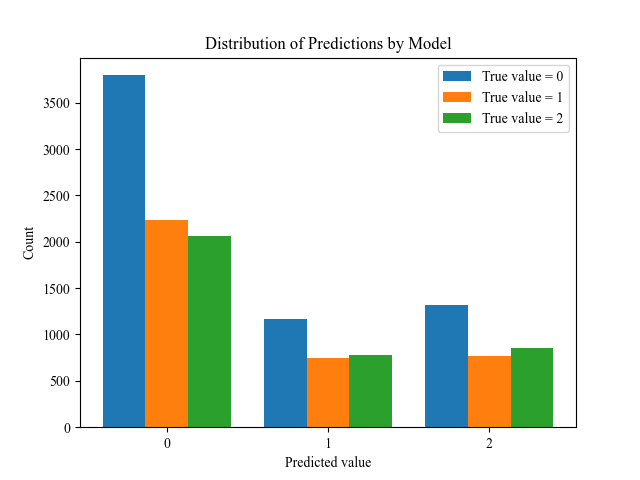 Distribution of Predictions by Model
True value = 0
True value = 1
True value = 2
3500
3000
2500
2000
1500
1000
500
0
Count
0 1 2
Predicted value